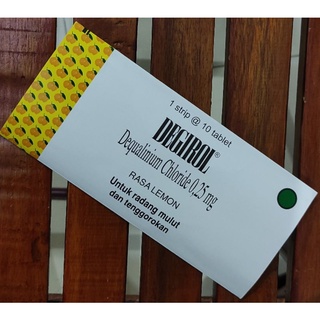 1 strip @ 10 tablet
DEGIROL®
Dequalinium Chloride 0,25 mg
RASA LEMON
Untuk radang mulut
dan tenggorokan